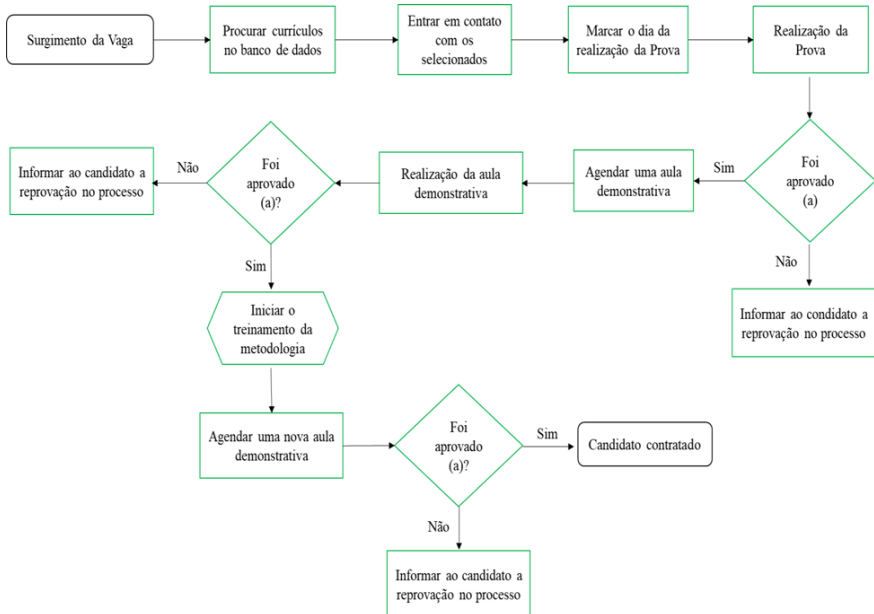 Surgimento da Vaga
Procurar currículos
no banco de dados
Entrar em contato
com os
selecionados
Marcar o dia da
realização da Prova
Realização da
Prova
Foi
aprovado
(a)
Sim
Agendar uma aula
demonstrativa
Realização da aula
demonstrativa
Foi
aprovado
(a)?
Não
Informar ao candidato a
reprovação no processo
Não
Informar ao condidato a
reprovação no processo
Sim
Iniciar o
treinamento da
metodologia
Agendar uma nova aula
demonstrativa
Foi
aprovado
(a)?
Sim
Candidato contratado
Não
Informar ao candidato a
reprovação no processo